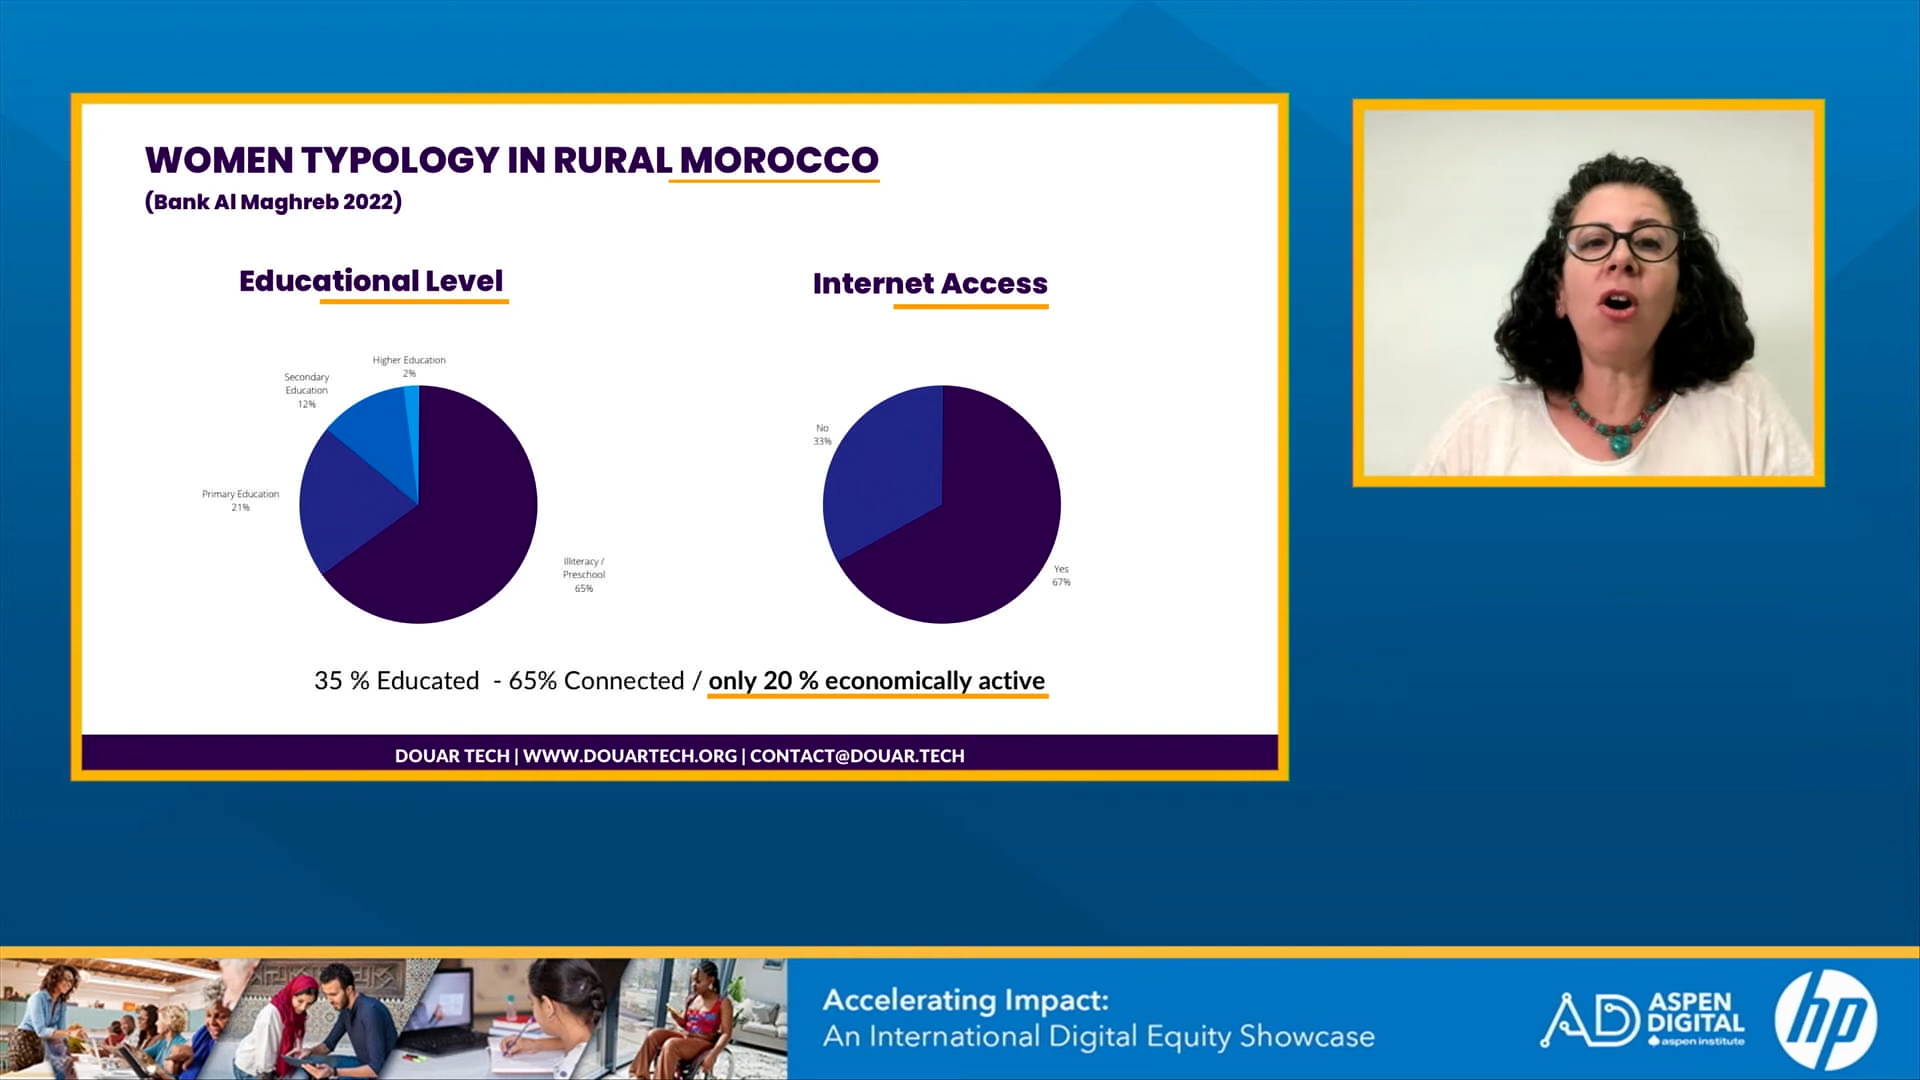 WOMEN TYPOLOGY IN RURAL MOROCCO
(Bank Al Maghreb 2022)
Educational Level
Higher Education
2%
Secondary
Education
12%
Primary Education
21%
Illiteracy /
Preschool
65%
Internet Access
No
33%
Yes
67%
35 % Educated - 65% Connected / only 20 % economically active
DOUAR TECH | WWW.DOUARTECH.ORG | CONTACT@DOUAR.TECH
Accelerating Impact:
An International Digital Equity Showcase
AD
ASPEN
DIGITAL
aspen institute
hp